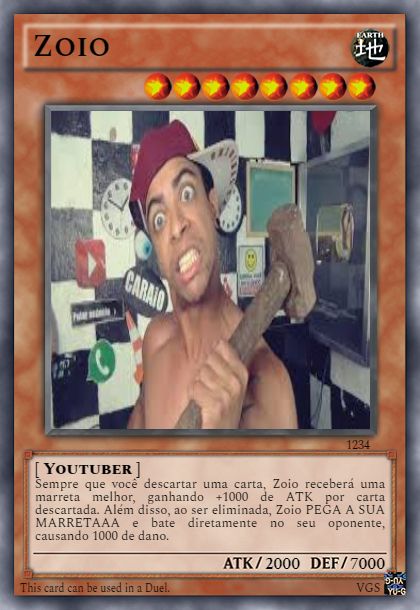 Zoio
EARTH
地
CARAiO
1234
[ Youtuber ]
Sempre que você descartar uma carta, Zoio receberá uma
marreta melhor, ganhando +1000 de ATK por carta
descartada. Além disso, ao ser eliminada, Zoio PEGA A SUA
MARRETAAA e bate diretamente no seu oponente,
causando 1000 de dano.
ATK/2000 DEF/7000
This card can be used in a Duel.
VGS